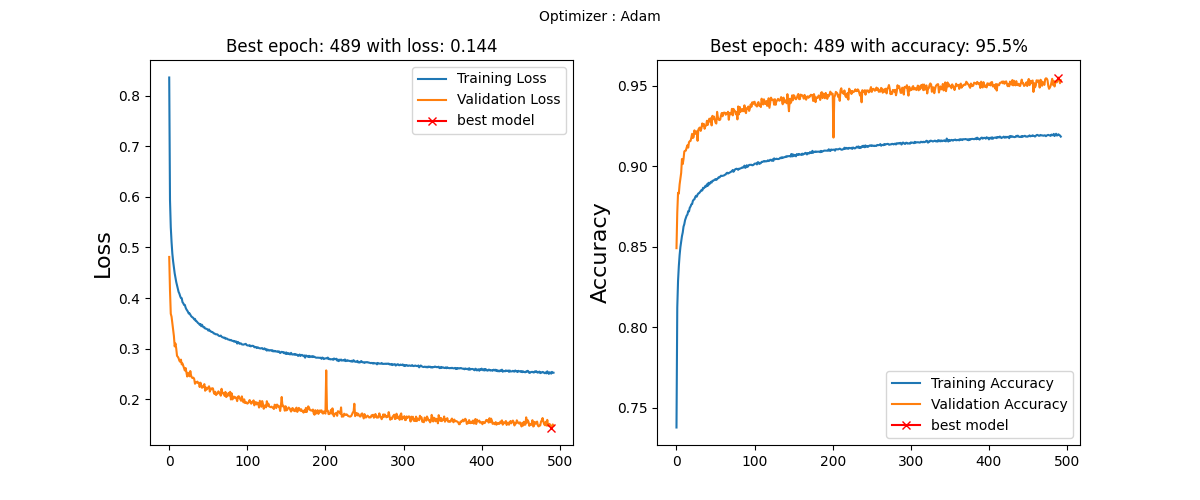 Optimizer : Adam
Best epoch: 489 with loss: 0.144
Loss
0.8
0.7
0.6
0.5
0.4
0.3
0.2
Training Loss
Validation Loss
best model
0 100 200 300 400 500
Best epoch: 489 with accuracy: 95.5%
Accuracy
0.95
0.90
0.85
0.80
0.75
Training Accuracy
Validation Accuracy
best model
0 100 200 300 400 500